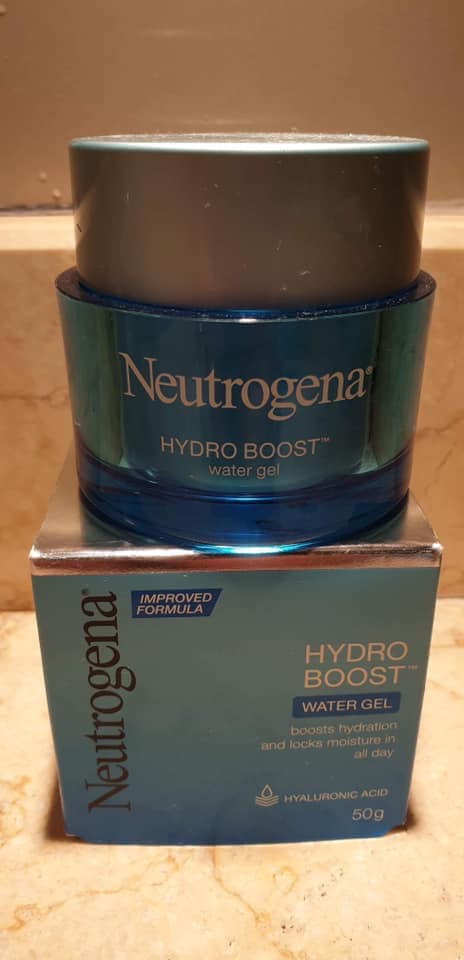 Neutrogena®
HYDRO BOOST™
water gel
Neutrogena®
IMPROVED
FORMULA
HYDRO
BOOST™
WATER GEL
boosts hydration
and locks moisture in
all day
HYALURONIC ACID
50g